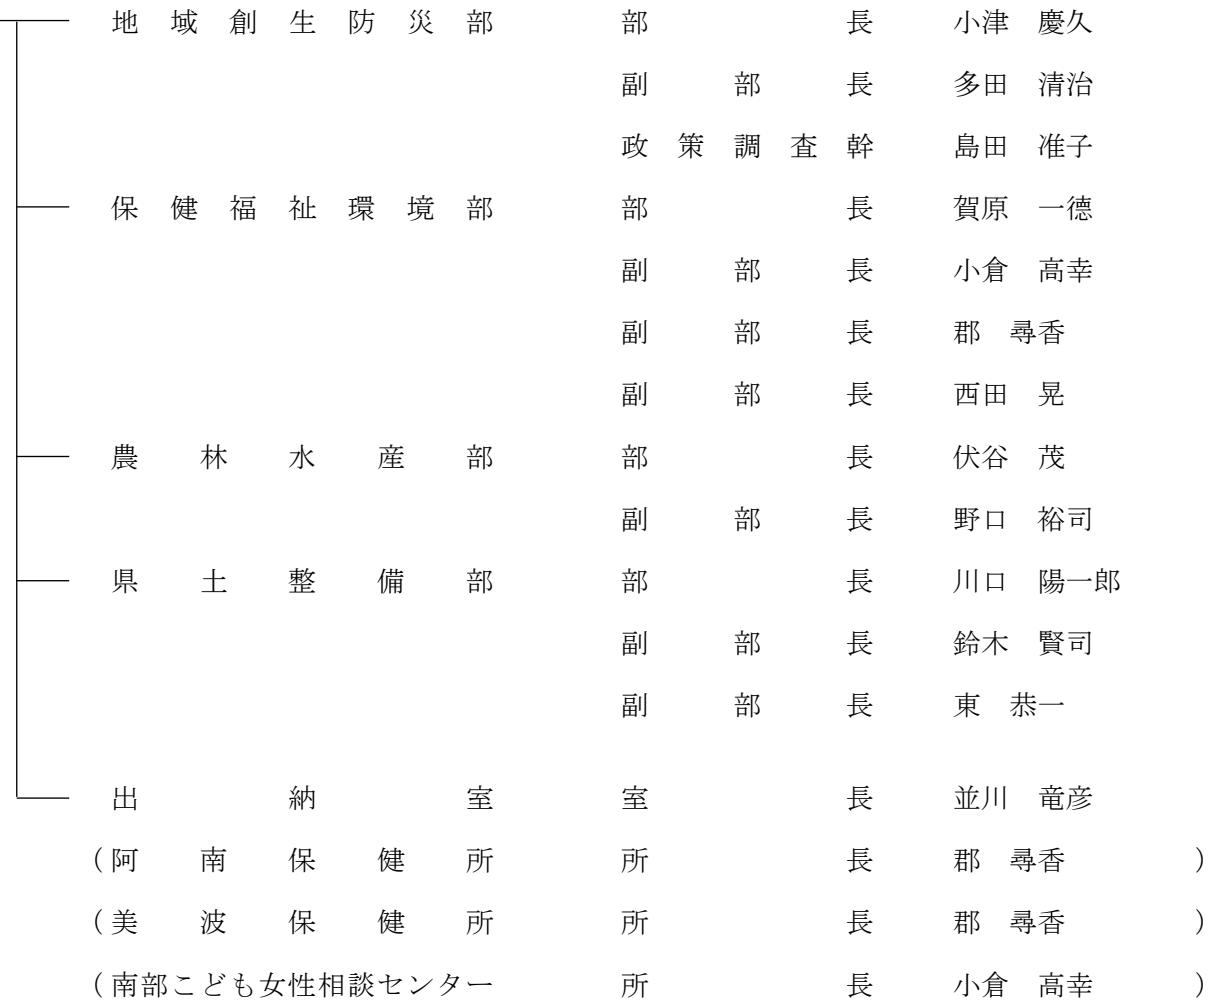 地域創生防災部 部長 小津 慶久
副部長 多田 清治
政策調査幹 島田 准子
保健福祉環境部 部長 賀原 一德
副部長 小倉 高幸
副部長 郡 尋香
副部長 西田 晃
農林水産部 部長 伏谷 茂
副部長 野口 裕司
県土整備部 部長 川口 陽一郎
副部長 鈴木 賢司
副部長 東 恭一
出納室 室長 並川 竜彦
(阿南保健所 所長 郡 尋香 )
(美波保健所 所長 郡 尋香 )
(南部こども女性相談センター 所長 小倉 高幸 )